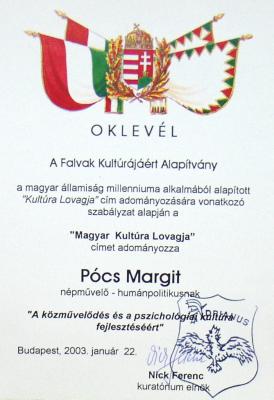 OKLEVÉL
A Falvak Kultúrájáért Alapítvány
a magyar államiság millenniuma alkalmából alapított
"Kultúra Lovagja" cím adományozására vonatkozó
szabályzat alapján a
"Magyar Kultúra Lovagja"
címet adományozza
Pócs Margit
népművelő - humánpolitikusnak
"A közművelődés és a pszichológiai kultúra
fejlesztéséért"
Budapest, 2003. január 22.
Nick Ferenc
kuratórium elnök